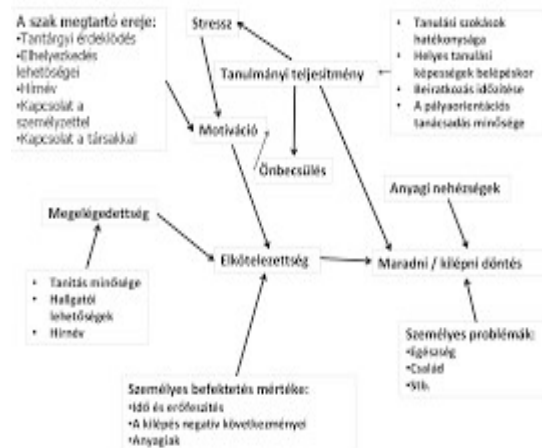 A szak megtartó ereje:
•Tantárgyi érdeklődés
•Elhelyezkedés
lehetőségei
•Hírnév
•Kapcsolat a
személyzettel
•Kapcsolat a társakkal
Stressz
Tanulmányi teljesítmény
• Tanulási szokások
hatékonysága
• Helyes tanulási
képességek belépéskor
• Beiratkozás időzítése
• A pályaorientációs
tanácsadás minősége
Motiváció
Önbecsülés
Anyagi nehézségek
Megelégedettség
Elkötelezettség
Maradni / kilépni döntés
• Tanítás minősége
• Hallgatói
lehetőségek
• Hírnév
Személyes problémák:
•Egészség
•Család
•Stb.
Személyes befektetés mértéke:
•Idő és erőfeszítés
•A kilépés negatív következményei
•Anyagiak